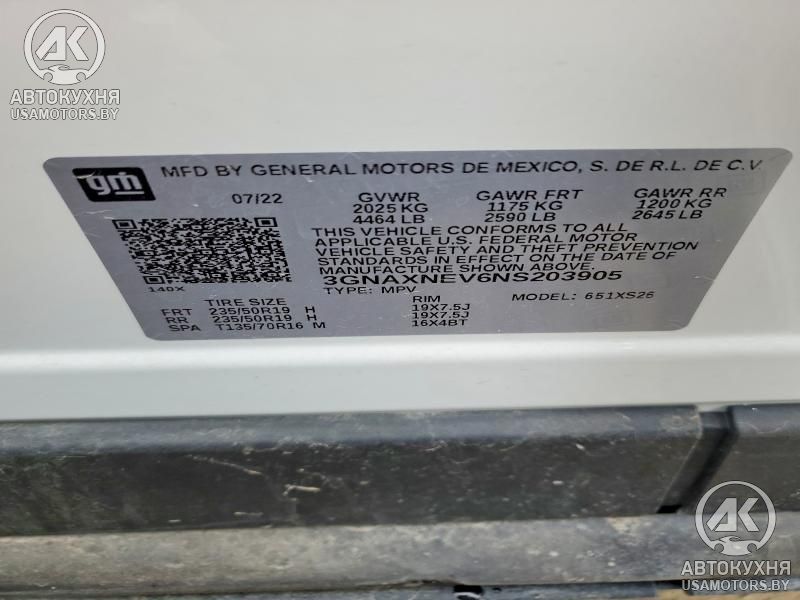 АК
АВТОКУХНЯ
USAMOTORS.BY
gm
MFD BY GENERAL MOTORS DE MEXICO, S. DE R.L. DE C.V.
07/22 GVWR GAWR FRT GAWR RR
2025 KG 1175 KG 1200 KG
4464 LB 2590 LB 2645 LB
THIS VEHICLE CONFORMS TO ALL
APPLICABLE U.S. FEDERAL MOTOR
VEHICLE SAFETY AND THEFT PREVENTION
STANDARDS IN EFFECT ON THE DATE OF
MANUFACTURE SHOWN ABOVE.
3GNAXNEV6NS203905
140X TYPE: MPV MODEL: 651XS26
TIRE SIZE RIM
FRT 235/50R19 H 19X7.5J
RR 235/50R19 H 19X7.5J
SPA T135/70R16 M 16X4BT
АК
АВТОКУХНЯ
USAMOTORS.BY